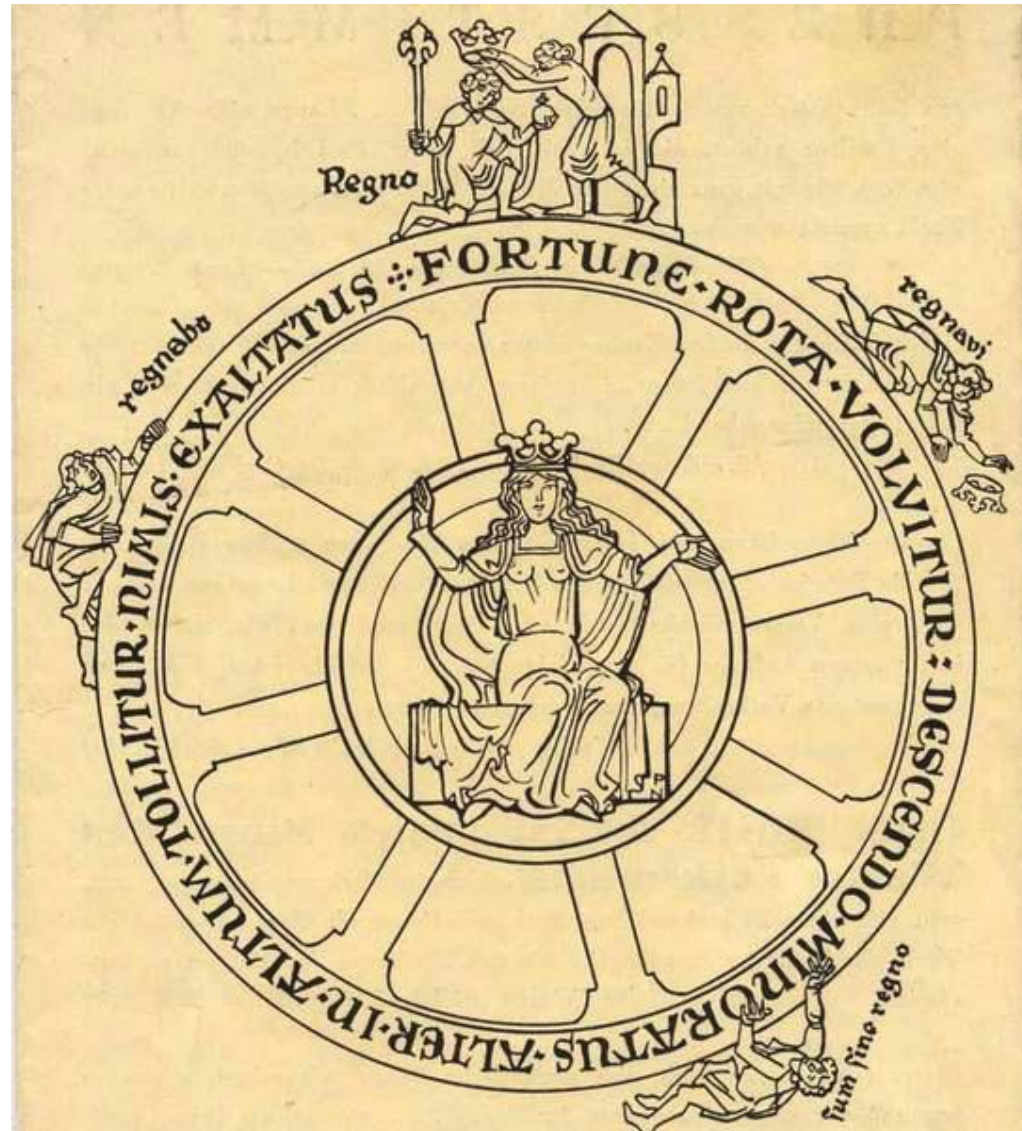 Regno
regnavi
sum sine regno
regnabo
÷FORTUNE·ROTA·VOLVITUR:DESCENDO·MINORATUS·ALTER·IN·ALTUM·TOLLITUR·NIMIS·EXALTATUS